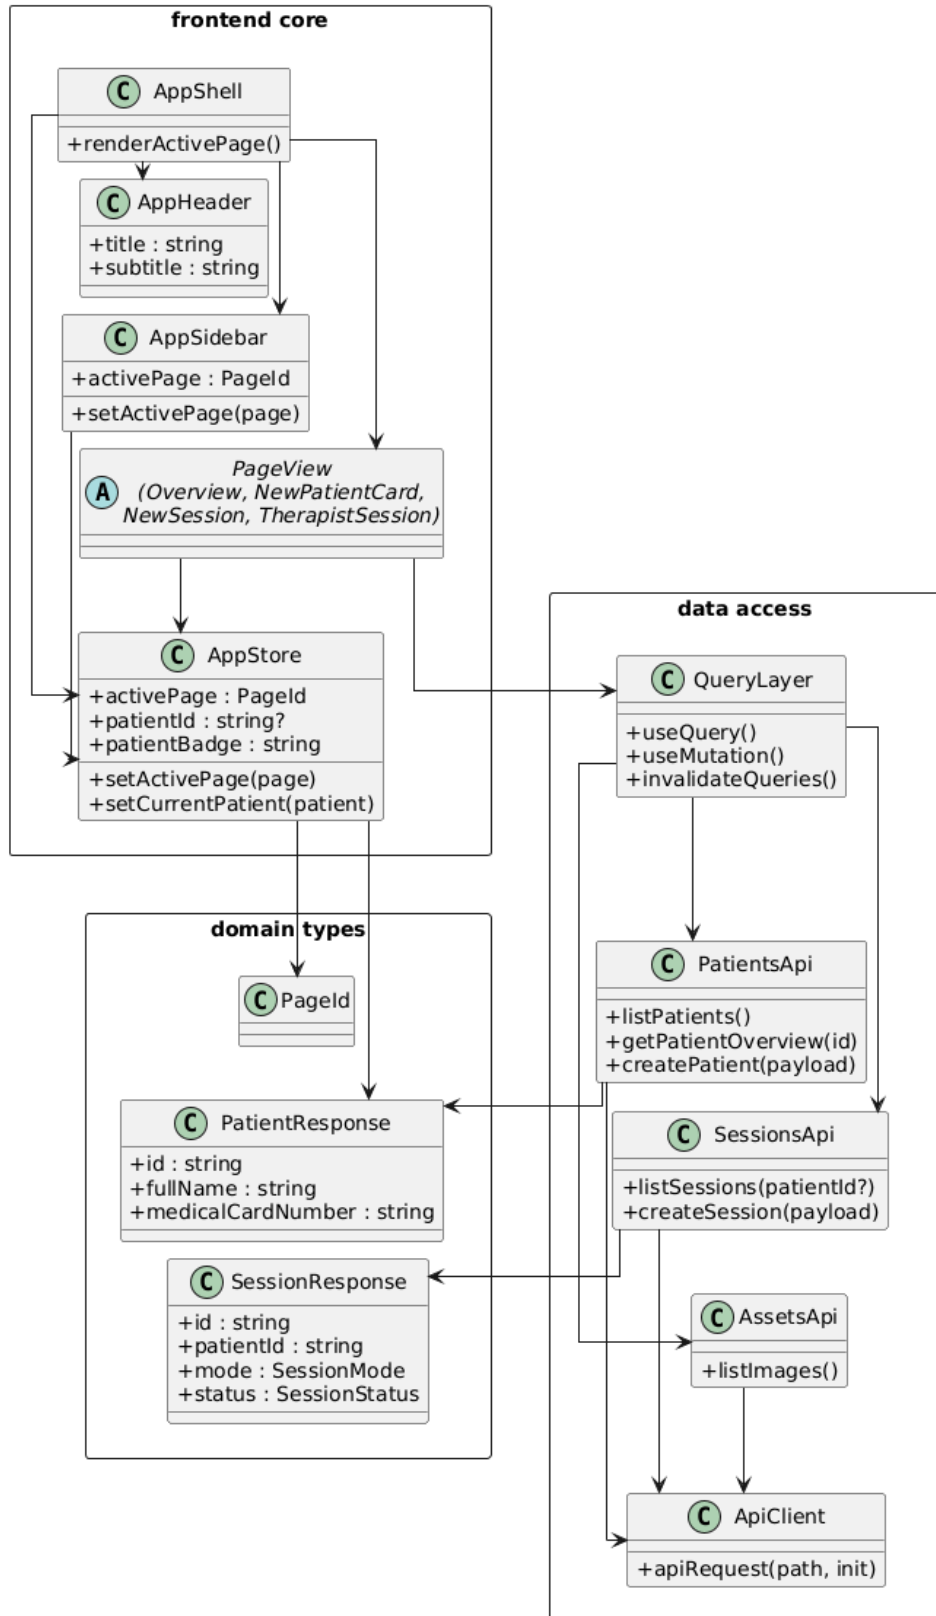 frontend core
C AppShell
+renderActivePage()
C AppHeader
+title : string
+subtitle : string
C AppSidebar
+activePage : PageId
+setActivePage(page)
A
PageView
(Overview, NewPatientCard,
NewSession, TherapistSession)
C AppStore
+activePage : PageId
+patientId : string?
+patientBadge : string
+setActivePage(page)
+setCurrentPatient(patient)
data access
C QueryLayer
+useQuery()
+useMutation()
+invalidateQueries()
domain types
C PageId
C PatientsApi
+listPatients()
+getPatientOverview(id)
+createPatient(payload)
C PatientResponse
+id : string
+fullName : string
+medicalCardNumber : string
C SessionsApi
+listSessions(patientId?)
+createSession(payload)
C SessionResponse
+id : string
+patientId : string
+mode : SessionMode
+status : SessionStatus
C AssetsApi
+listImages()
C ApiClient
+apiRequest(path, init)